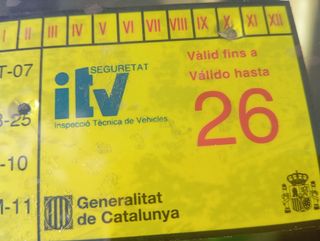 I II III IV V VI VII VIII IX X XI XII
T-07
-25
-10
M-11
SEGURETAT
itv
Inspecció Tècnica de Vehicles
Vàlid fins a
Válido hasta
26
Generalitat
de Catalunya